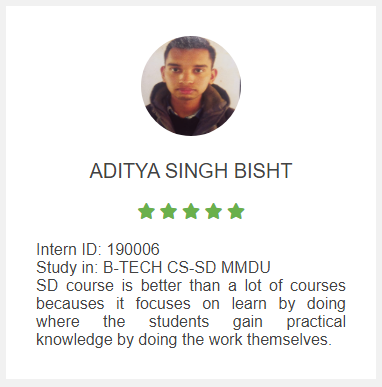 ADITYA SINGH BISHT
Intern ID: 190006
Study in: B-TECH CS-SD MMDU
SD course is better than a lot of courses
becauses it focuses on learn by doing
where the students gain practical
knowledge by doing the work themselves.